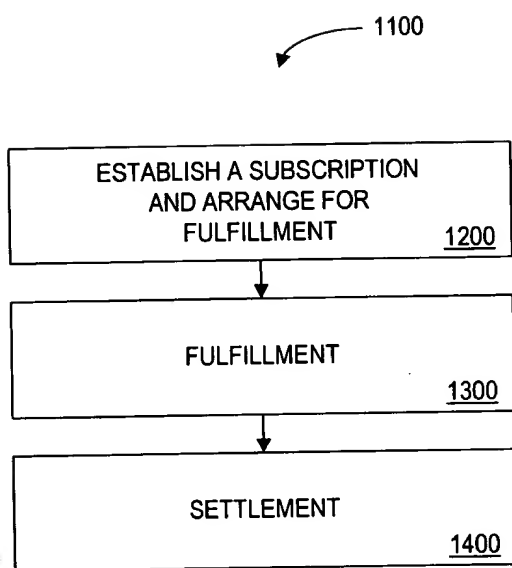 1100
ESTABLISH A SUBSCRIPTION
AND ARRANGE FOR
FULFILLMENT
1200
FULFILLMENT
1300
SETTLEMENT
1400